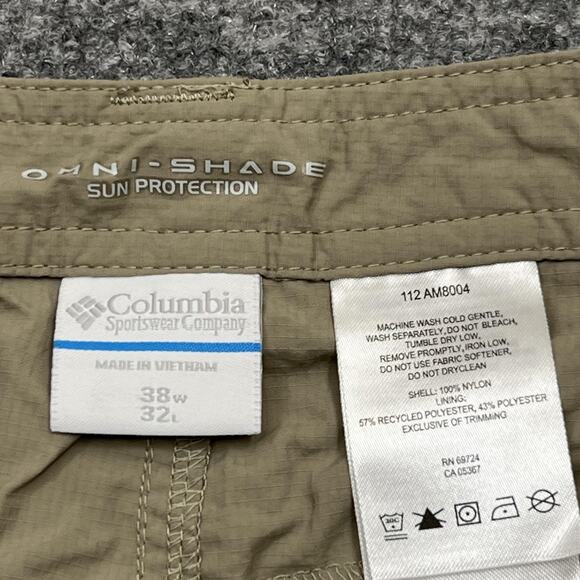 OMNI-SHADE
SUN PROTECTION
Columbia
Sportswear Company
MADE IN VIETNAM
38W
32L
112 AM8004
MACHINE WASH COLD GENTLE,
WASH SEPARATELY, DO NOT BLEACH,
TUMBLE DRY LOW,
REMOVE PROMPTLY, IRON LOW,
DO NOT USE FABRIC SOFTENER,
DO NOT DRYCLEAN
SHELL: 100% NYLON
LINING:
57% RECYCLED POLYESTER, 43% POLYESTER
EXCLUSIVE OF TRIMMING
RN 69724
CA 05367
30C